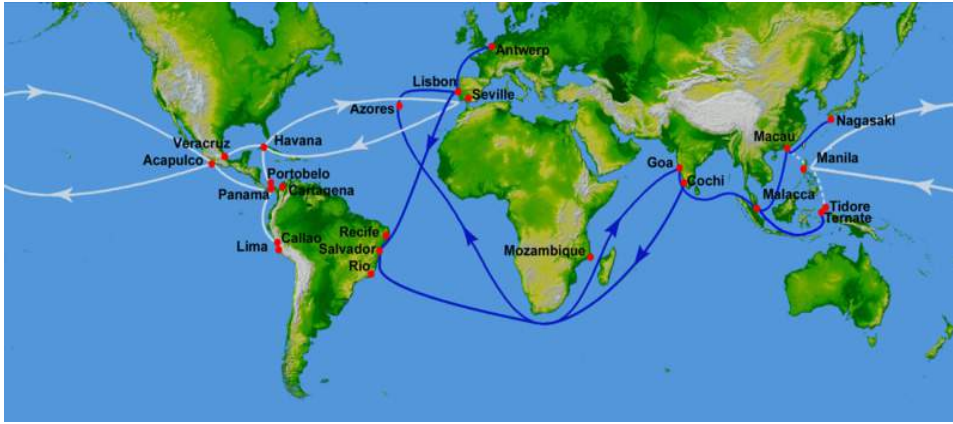 Antwerp
Lisbon
Seville
Azores
Nagasaki
Macau
Havana
Veracruz
Acapulco
Goa
Manila
Portobelo
Cochi
Panama
Cartagena
Malacca
Tidore
Ternate
Recife
Callao
Lima
Salvador
Mozambique
Rio